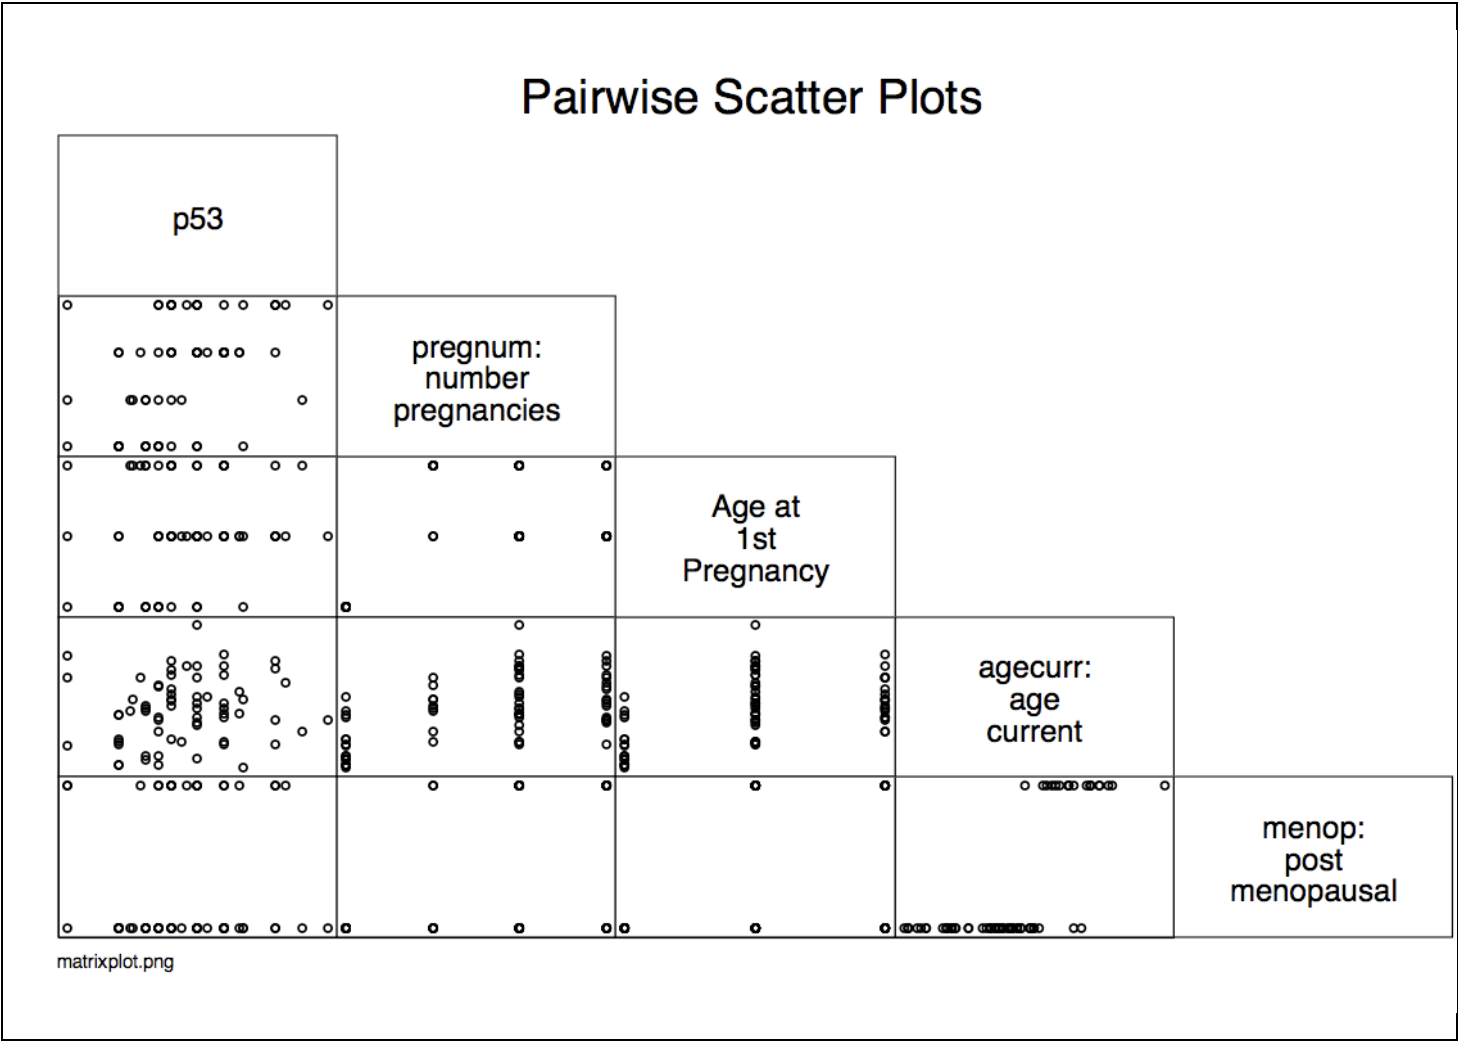 Pairwise Scatter Plots
p53
pregnum:
number
pregnancies
Age at
1st
Pregnancy
agecurr:
age
current
menop:
post
menopausal
matrixplot.png